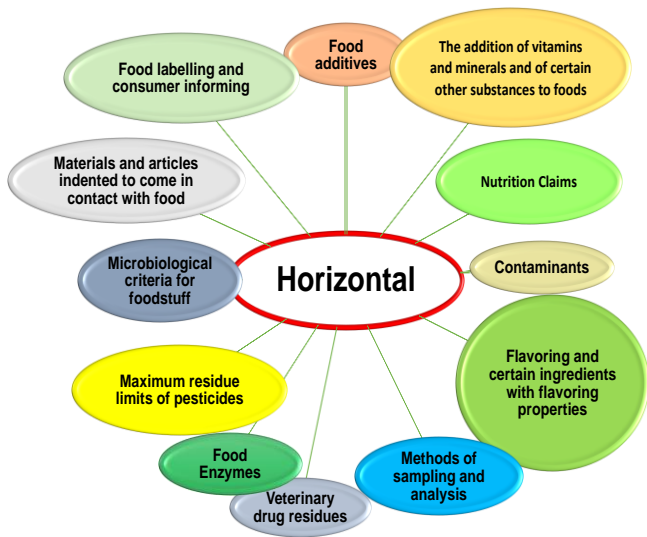 Food
additives
The addition of vitamins
and minerals and of certain
other substances to foods
Food labelling and
consumer informing
Materials and articles
indented to come in
contact with food
Nutrition Claims
Microbiological
criteria for
foodstuff
Horizontal
Contaminants
Flavoring and
certain ingredients
with flavoring
properties
Maximum residue
limits of pesticides
Food
Enzymes
Methods of
sampling and
analysis
Veterinary
drug residues